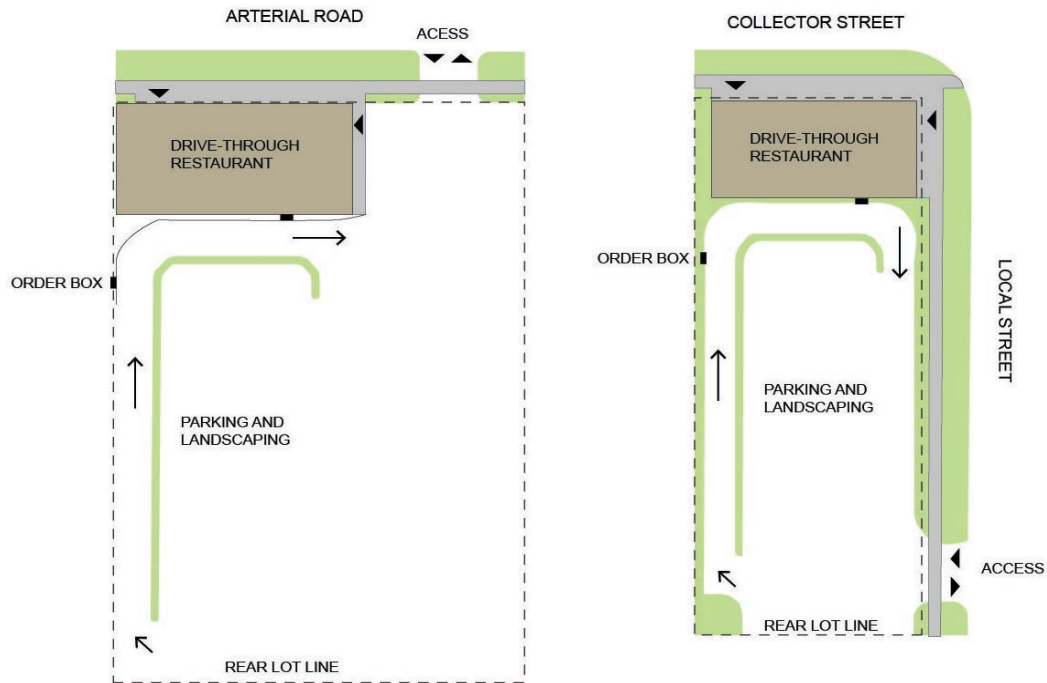 ARTERIAL ROAD
ACESS
DRIVE-THROUGH
RESTAURANT
ORDER BOX
PARKING AND
LANDSCAPING
REAR LOT LINE
COLLECTOR STREET
DRIVE-THROUGH
RESTAURANT
ORDER BOX
LOCAL STREET
PARKING AND
LANDSCAPING
ACCESS
REAR LOT LINE